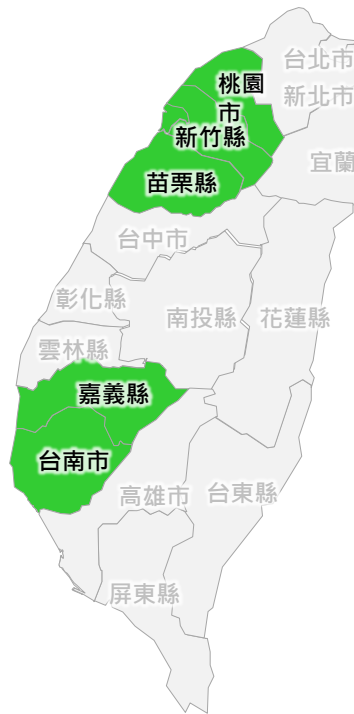 台北市
桃園
市
新北市
新竹縣
宜蘭
苗栗縣
台中市
彰化縣
南投縣
花蓮縣
雲林縣
嘉義縣
台南市
高雄市
台東縣
屏東縣